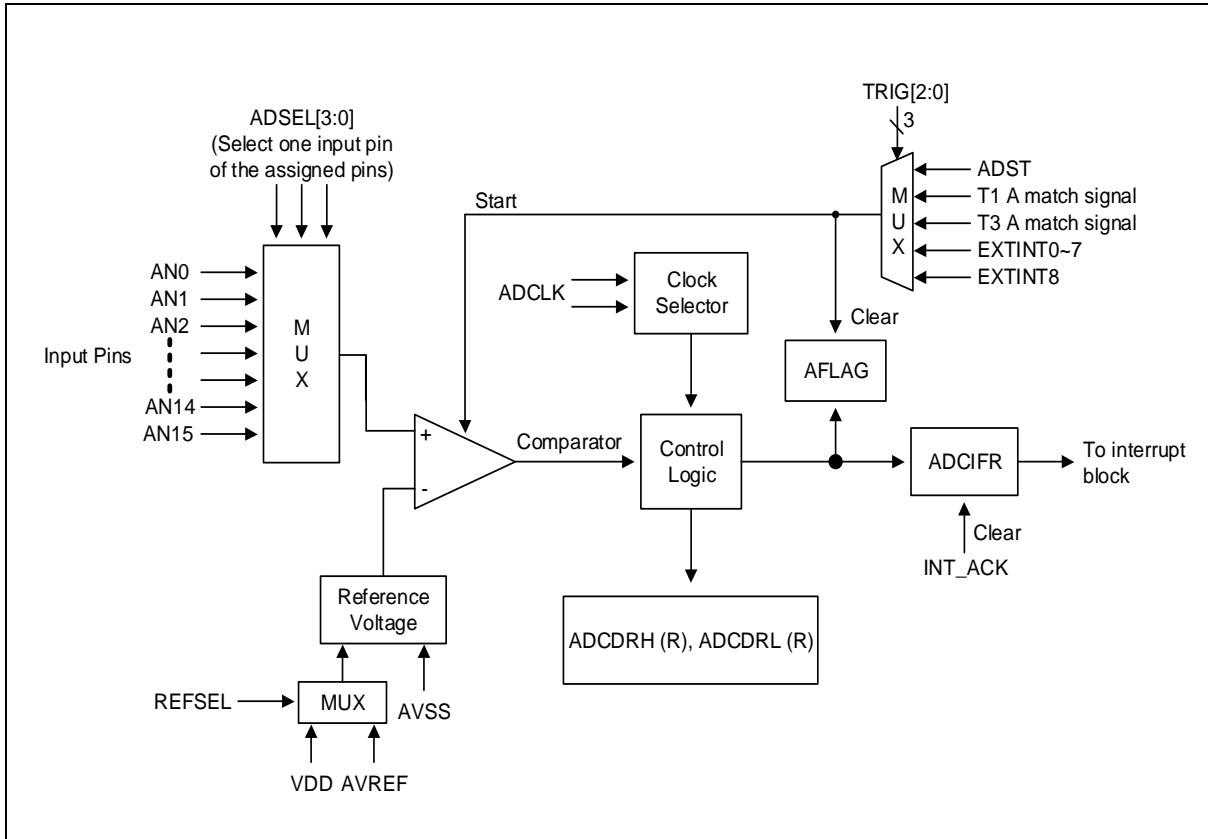 TRIG[2:0]
3
ADSEL[3:0]
(Select one input pin
of the assigned pins)
ADST
T1 A match signal
T3 A match signal
EXTINT0~7
EXTINT8
M
U
X
Start
AN0
AN1
AN2
Input Pins
AN14
AN15
M
U
X
ADCLK
Clock
Selector
Clear
AFLAG
+
-
Comparator
Control
Logic
ADCIFR
To interrupt
block
Clear
INT_ACK
Reference
Voltage
ADCDRH (R), ADCDRL (R)
REFSEL
MUX
AVSS
VDD AVREF